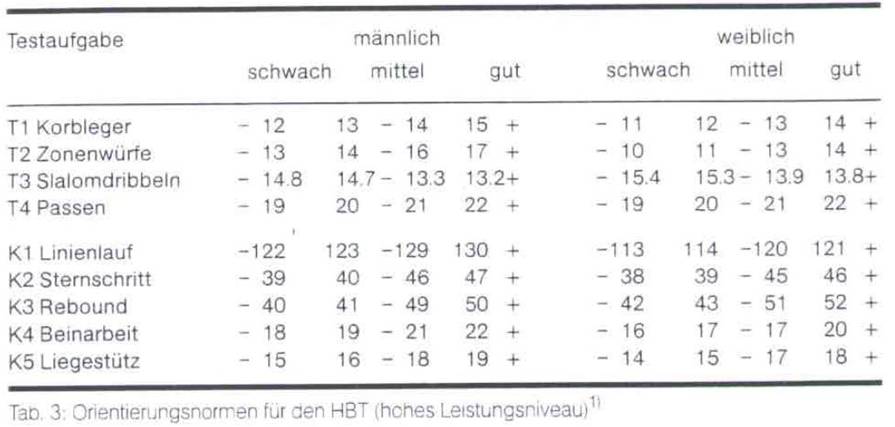 Testaufgabe männlich weiblich
schwach mittel gut schwach mittel gut
T1 Korbleger - 12 13 - 14 15 + - 11 12 - 13 14 +
T2 Zonenwürfe - 13 14 - 16 17 + - 10 11 - 13 14 +
T3 Slalomdribbeln - 14.8 14.7 - 13.3 13.2+ - 15.4 15.3 - 13.9 13.8+
T4 Passen - 19 20 - 21 22 + - 19 20 - 21 22 +
K1 Linienlauf -122 123 -129 130 + -113 114 -120 121 +
K2 Sternschritt - 39 40 - 46 47 + - 38 39 - 45 46 +
K3 Rebound - 40 41 - 49 50 + - 42 43 - 51 52 +
K4 Beinarbeit - 18 19 - 21 22 + - 16 17 - 17 20 +
K5 Liegestütz - 15 16 - 18 19 + - 14 15 - 17 18 +
Tab. 3: Orientierungsnormen für den HBT (hohes Leistungsniveau)1)